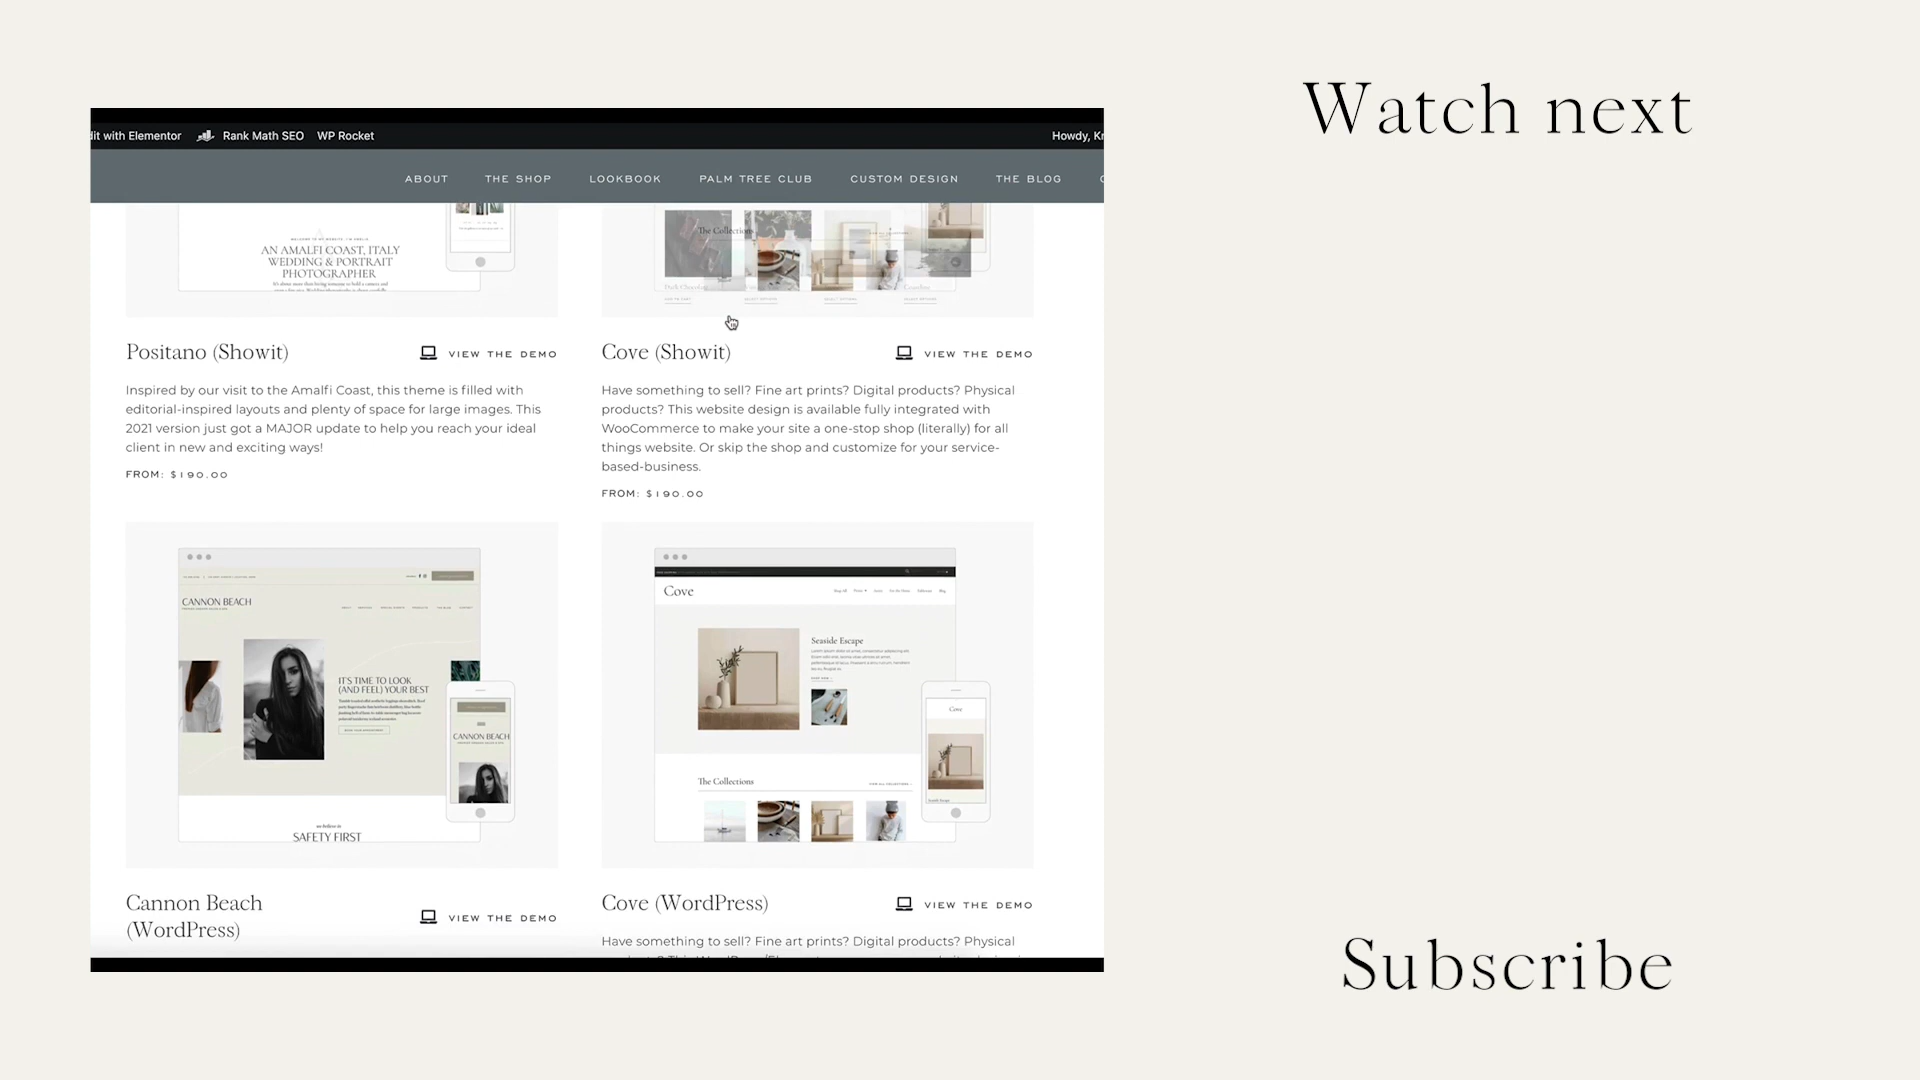 Watch next
dit with Elementor
Rank Math SEO
WP Rocket
Howdy, Kr
ABOUT
THE SHOP
LOOKBOOK
PALM TREE CLUB
CUSTOM DESIGN
THE BLOG
AN AMALFI COAST, ITALY
WEDDING & PORTRAIT
PHOTOGRAPHER
The Collections
Positano (Showit)
VIEW THE DEMO
Inspired by our visit to the Amalfi Coast, this theme is filled with
editorial-inspired layouts and plenty of space for large images. This
2021 version just got a MAJOR update to help you reach your ideal
client in new and exciting ways!
FROM: $190.00
Cove (Showit)
VIEW THE DEMO
Have something to sell? Fine art prints? Digital products? Physical
products? This website design is available fully integrated with
WooCommerce to make your site a one-stop shop (literally) for all
things website. Or skip the shop and customize for your service-
based-business.
FROM: $190.00
CANNON BEACH
IT'S TIME TO LOOK
(AND FEEL) YOUR BEST
CANNON BEACH
we believe in
SAFETY FIRST
Cove
Seaside Escape
Cove
The Collections
VIEW ALL COLLECTIONS
Cannon Beach
(WordPress)
VIEW THE DEMO
Cove (WordPress)
VIEW THE DEMO
Have something to sell? Fine art prints? Digital products? Physical
Subscribe